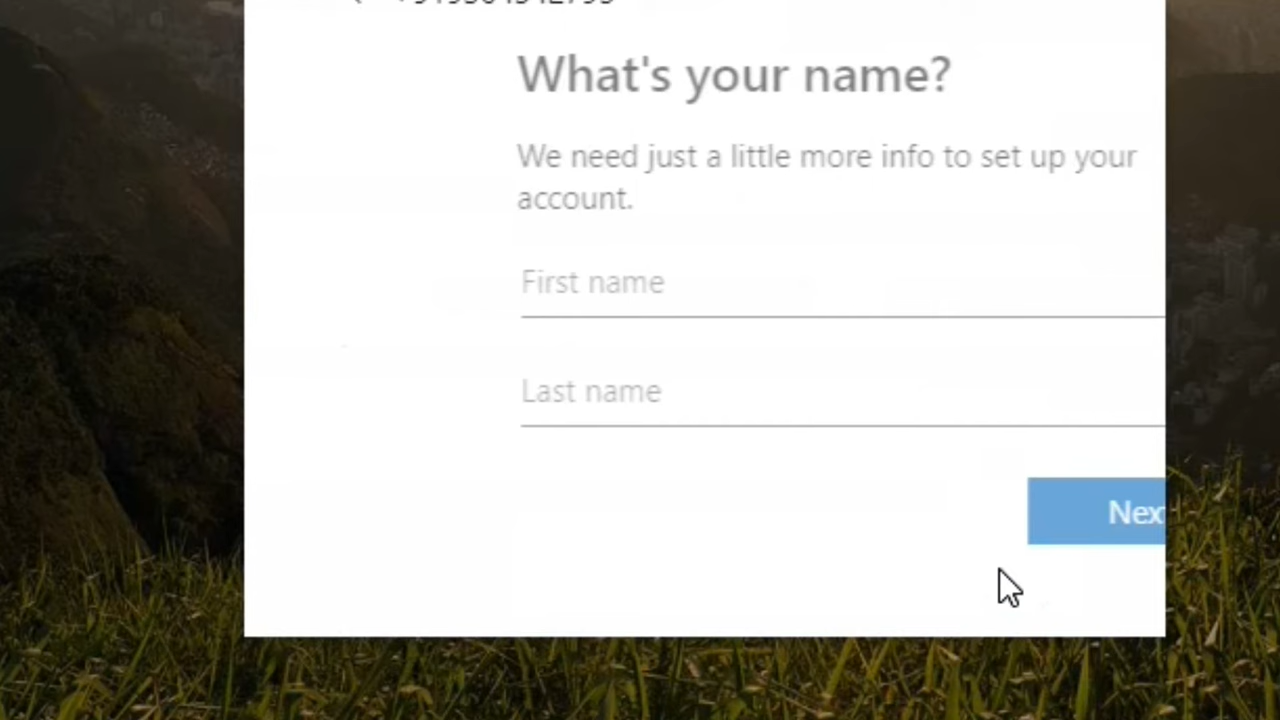 What's your name?
We need just a little more info to set up your
account.
First name
Last name
Nex